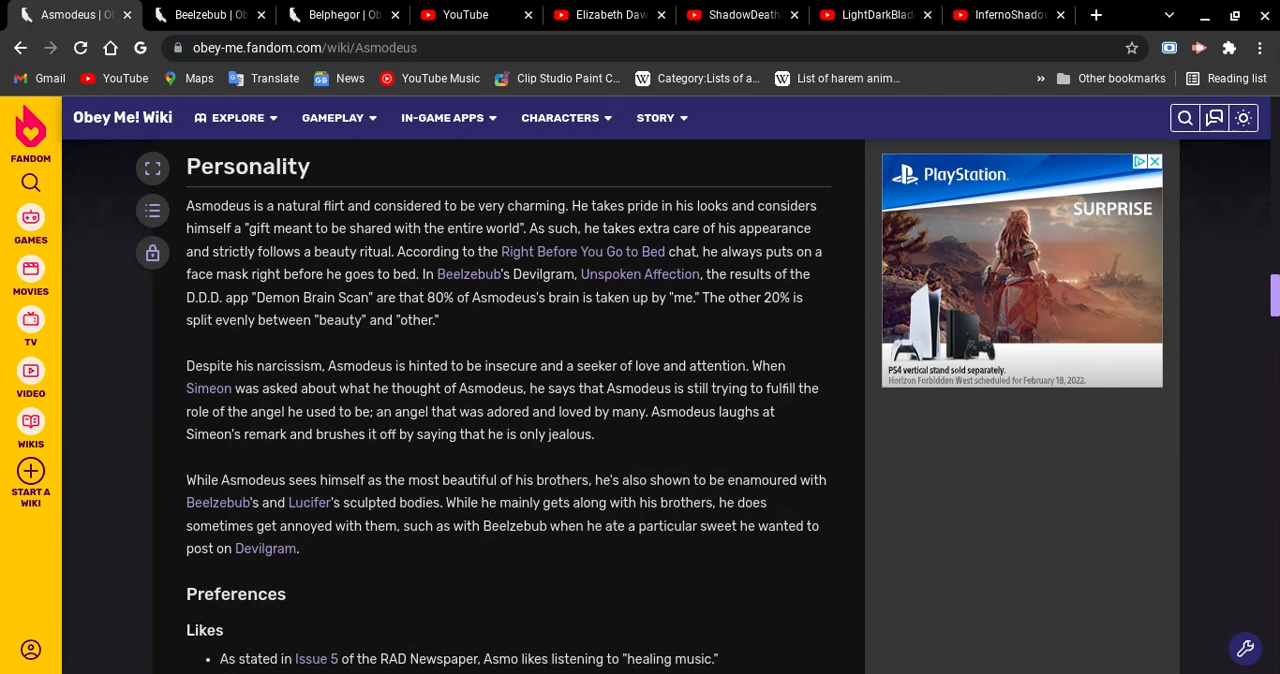 Asmodeus | Ob
Beelzebub | Ob
Belphegor | Ob
YouTube
Elizabeth Daw
ShadowDeath
LightDarkBlad
InfernoShadow
obey-me.fandom.com/wiki/Asmodeus
Gmail
YouTube
Maps
Translate
News
YouTube Music
Clip Studio Paint C...
Category:Lists of a...
List of harem anim...
»
Other bookmarks
Reading list
FANDOM
GAMES
MOVIES
TV
VIDEO
WIKIS
START A
WIKI
Obey Me! Wiki
EXPLORE
GAMEPLAY
IN-GAME APPS
CHARACTERS
STORY
Personality
Asmodeus is a natural flirt and considered to be very charming. He takes pride in his looks and considers
himself a "gift meant to be shared with the entire world". As such, he takes extra care of his appearance
and strictly follows a beauty ritual. According to the Right Before You Go to Bed chat, he always puts on a
face mask right before he goes to bed. In Beelzebub's Devilgram, Unspoken Affection, the results of the
D.D.D. app "Demon Brain Scan" are that 80% of Asmodeus's brain is taken up by "me." The other 20% is
split evenly between "beauty" and "other."
Despite his narcissism, Asmodeus is hinted to be insecure and a seeker of love and attention. When
Simeon was asked about what he thought of Asmodeus, he says that Asmodeus is still trying to fulfill the
role of the angel he used to be; an angel that was adored and loved by many. Asmodeus laughs at
Simeon's remark and brushes it off by saying that he is only jealous.
While Asmodeus sees himself as the most beautiful of his brothers, he's also shown to be enamoured with
Beelzebub's and Lucifer's sculpted bodies. While he mainly gets along with his brothers, he does
sometimes get annoyed with them, such as with Beelzebub when he ate a particular sweet he wanted to
post on Devilgram.
Preferences
Likes
• As stated in Issue 5 of the RAD Newspaper, Asmo likes listening to "healing music."
PlayStation
SURPRISE
PS4 vertical stand sold separately.
Horizon Forbidden West scheduled for February 18, 2022.